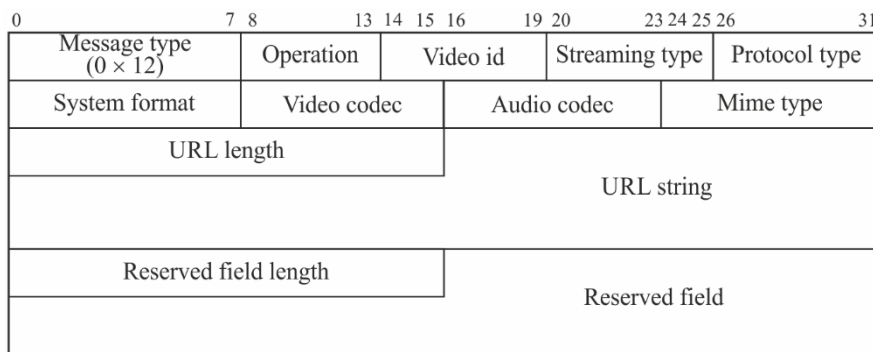 0 7 8 13 14 15 16 19 20 23 24 25 26 31
Message type
(0 × 12)
Operation
Video id
Streaming type
Protocol type
System format
Video codec
Audio codec
Mime type
URL length
URL string
Reserved field length
Reserved field